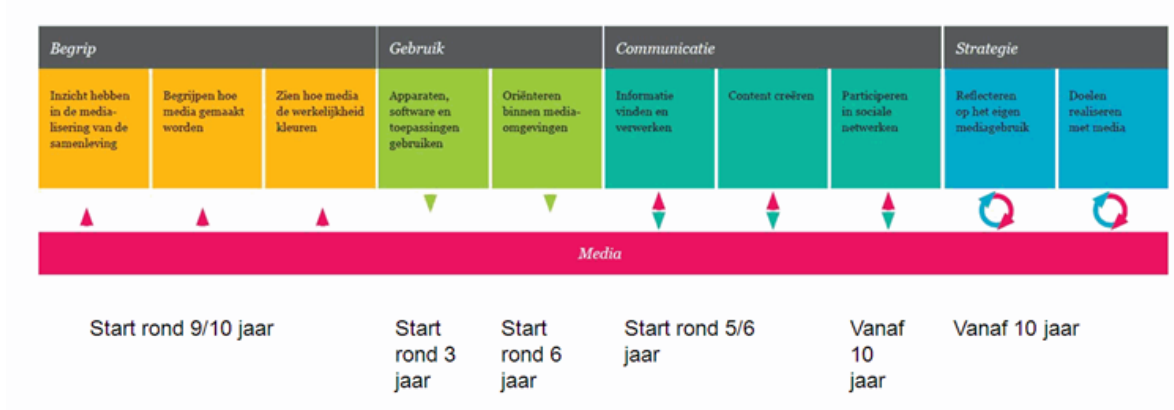 Begrip
Gebruik
Communicatie
Strategie
Inzicht hebben
in de media-
lisering van de
samenleving
Begrijpen hoe
media gemaakt
worden
Zien hoe media
de werkelijkheid
kleuren
Apparaten,
software en
toepassingen
gebruiken
Oriënteren
binnen media-
omgevingen
Informatie
vinden en
verwerken
Content creëren
Participeren
in sociale
netwerken
Reflecteren
op het eigen
mediagebruik
Doelen
realiseren
met media
Media
Start rond 9/10 jaar
Start
rond 3
jaar
Start
rond 6
jaar
Start rond 5/6
jaar
Vanaf
10
jaar
Vanaf 10 jaar